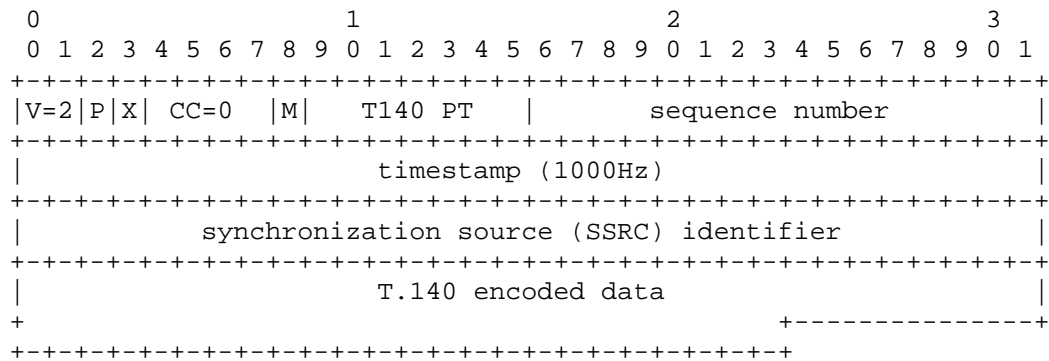 0                   1                   2                   3
 0 1 2 3 4 5 6 7 8 9 0 1 2 3 4 5 6 7 8 9 0 1 2 3 4 5 6 7 8 9 0 1
+-+-+-+-+-+-+-+-+-+-+-+-+-+-+-+-+-+-+-+-+-+-+-+-+-+-+-+-+-+-+-+-+
|V=2|P|X| CC=0  |M|   T140 PT   |       sequence number         |
+-+-+-+-+-+-+-+-+-+-+-+-+-+-+-+-+-+-+-+-+-+-+-+-+-+-+-+-+-+-+-+-+
|                      timestamp (1000Hz)                       |
+-+-+-+-+-+-+-+-+-+-+-+-+-+-+-+-+-+-+-+-+-+-+-+-+-+-+-+-+-+-+-+-+
|           synchronization source (SSRC) identifier            |
+-+-+-+-+-+-+-+-+-+-+-+-+-+-+-+-+-+-+-+-+-+-+-+-+-+-+-+-+-+-+-+-+
|                      T.140 encoded data                       |
+                                               +---------------+
+-+-+-+-+-+-+-+-+-+-+-+-+-+-+-+-+-+-+-+-+-+-+-+-+